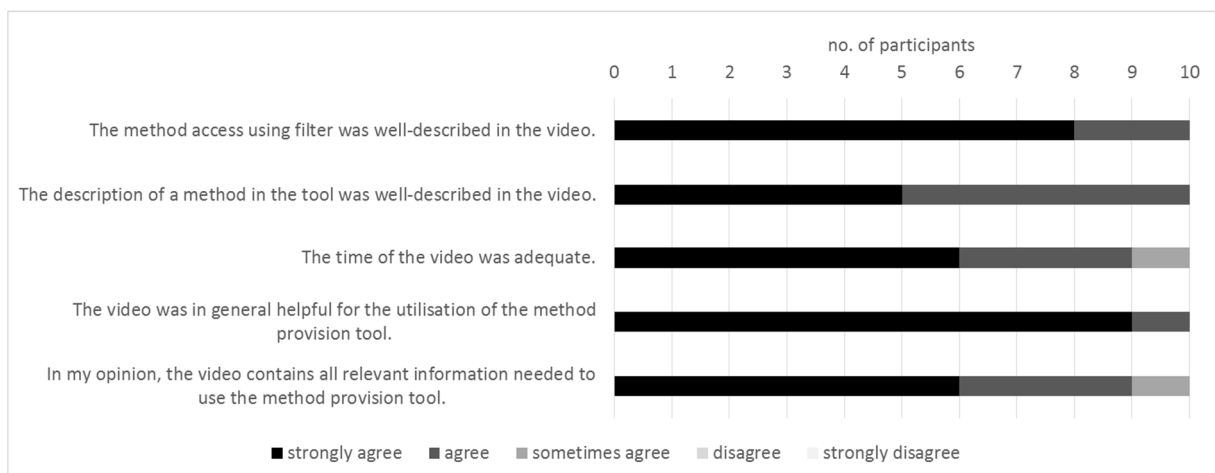 no. of participants
0 1 2 3 4 5 6 7 8 9 10
The method access using filter was well-described in the video.
The description of a method in the tool was well-described in the video.
The time of the video was adequate.
The video was in general helpful for the utilisation of the method
provision tool.
In my opinion, the video contains all relevant information needed to
use the method provision tool.
strongly agree agree sometimes agree disagree strongly disagree